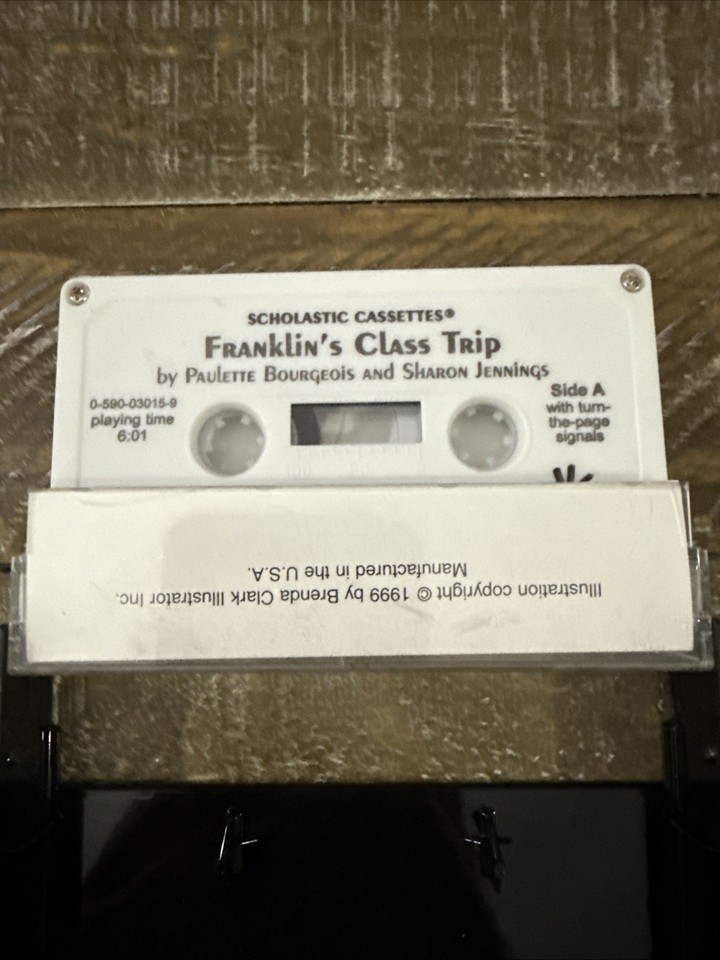 SCHOLASTIC CASSETTES®
FRANKLIN'S CLASS TRIP
by PAULETTE BOURGEOIS AND SHARON JENNINGS
0-590-03015-9
playing time
6:01
Side A
with turn-
the-page
signals
Illustration copyright © 1999 by Brenda Clark Illustrator Inc.
Manufactured in the U.S.A.